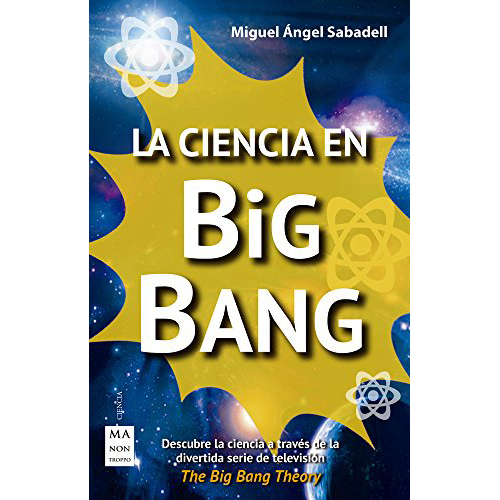 Miguel Ángel Sabadell
LA CIENCIA EN
BiG
BANG
CIENCIA
MA
NON
TROPPO
Descubre la ciencia a través de la
divertida serie de televisión
The Big Bang Theory